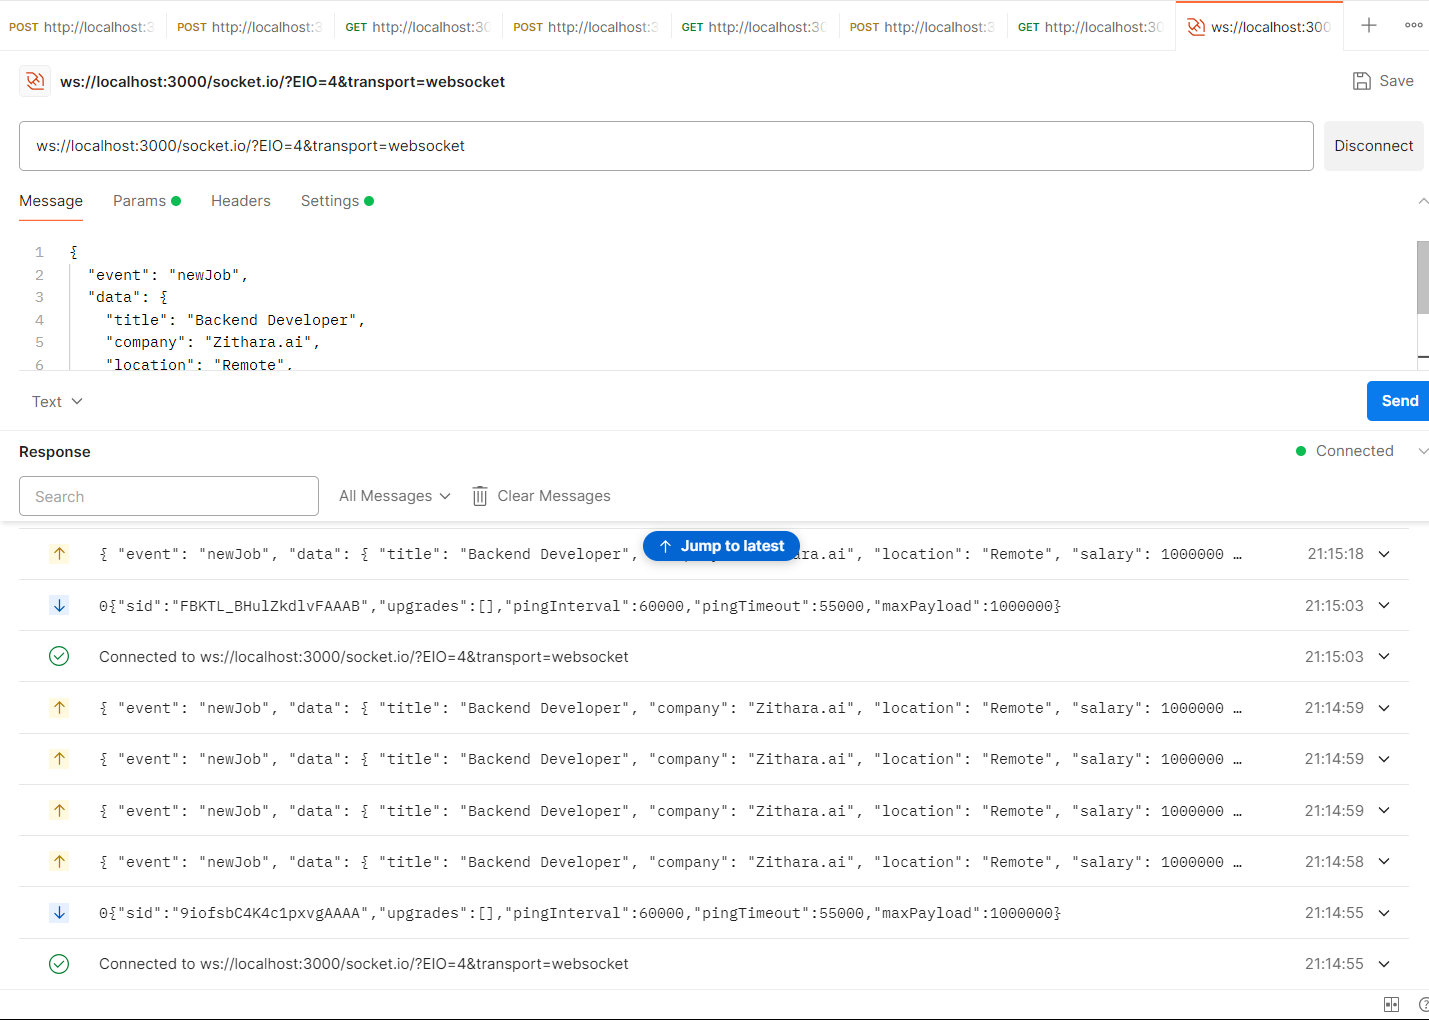 POST http://localhost:3 POST http://localhost:3 GET http://localhost:30 POST http://localhost:3 GET http://localhost:30 POST http://localhost:3 GET http://localhost:30 ws://localhost:300
ws://localhost:3000/socket.io/?EIO=4&transport=websocket Save
ws://localhost:3000/socket.io/?EIO=4&transport=websocket Disconnect
Message Params Headers Settings
1 {
2 "event": "newJob",
3 "data": {
4 "title": "Backend Developer",
5 "company": "Zithara.ai",
6 "location": "Remote",
Text Send
Response Connected
Search All Messages Clear Messages
Jump to latest
{ "event": "newJob", "data": { "title": "Backend Developer", ara.ai", "location": "Remote", "salary": 1000000 … 21:15:18
0{"sid":"FBKTL_BHulZkdlvFAAAB","upgrades":[],"pingInterval":60000,"pingTimeout":55000,"maxPayload":1000000} 21:15:03
Connected to ws://localhost:3000/socket.io/?EIO=4&transport=websocket 21:15:03
{ "event": "newJob", "data": { "title": "Backend Developer", "company": "Zithara.ai", "location": "Remote", "salary": 1000000 … 21:14:59
{ "event": "newJob", "data": { "title": "Backend Developer", "company": "Zithara.ai", "location": "Remote", "salary": 1000000 … 21:14:59
{ "event": "newJob", "data": { "title": "Backend Developer", "company": "Zithara.ai", "location": "Remote", "salary": 1000000 … 21:14:59
{ "event": "newJob", "data": { "title": "Backend Developer", "company": "Zithara.ai", "location": "Remote", "salary": 1000000 … 21:14:58
0{"sid":"9iofsbC4K4c1pxvgAAAA","upgrades":[],"pingInterval":60000,"pingTimeout":55000,"maxPayload":1000000} 21:14:55
Connected to ws://localhost:3000/socket.io/?EIO=4&transport=websocket 21:14:55